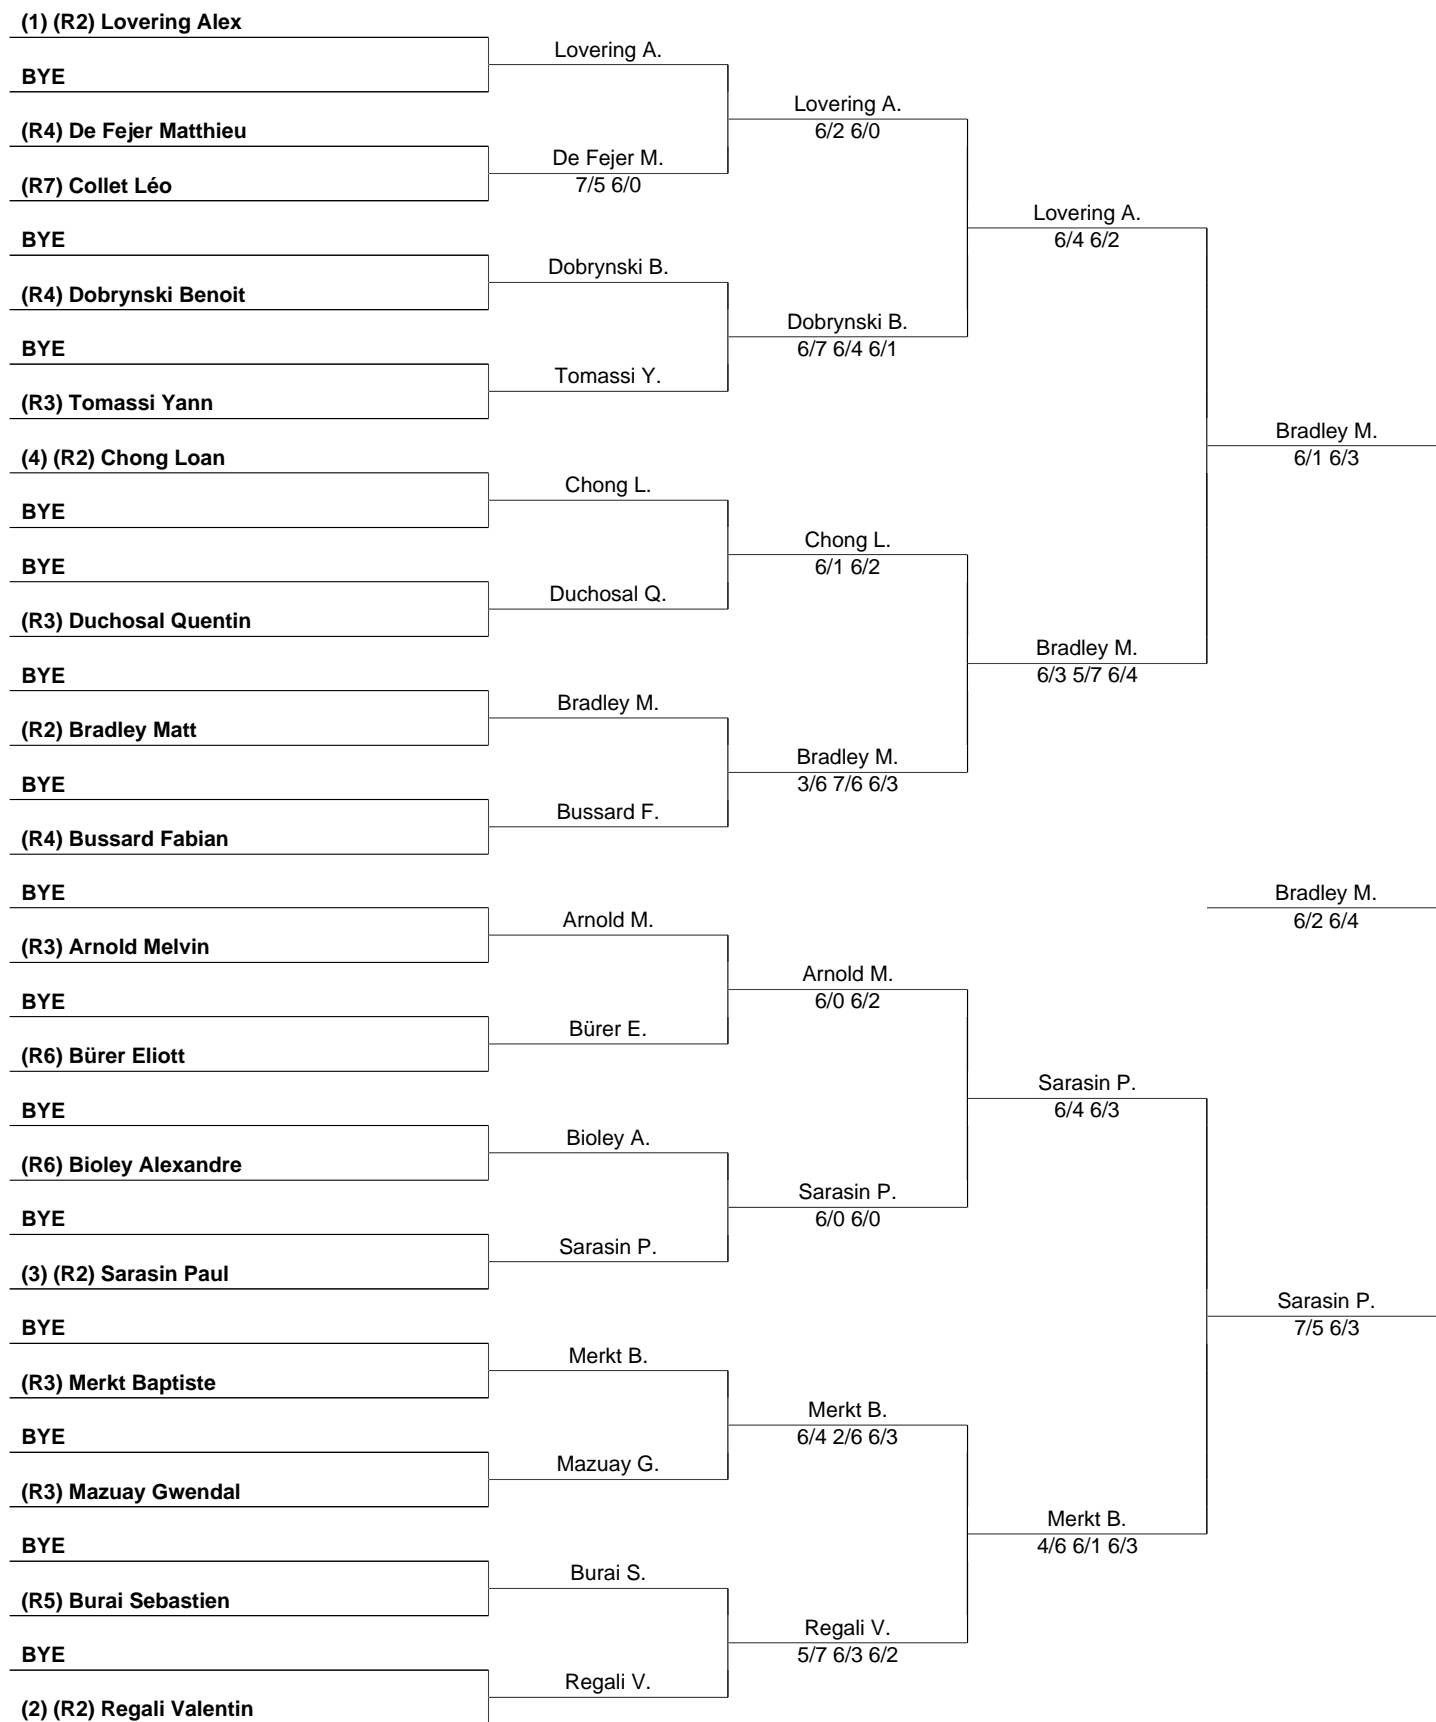 (1) (R2) Lovering Alex
BYE
(R4) De Fejer Matthieu
(R7) Collet Léo
BYE
(R4) Dobrynski Benoit
BYE
(R3) Tomassi Yann
(4) (R2) Chong Loan
BYE
BYE
(R3) Duchosal Quentin
BYE
(R2) Bradley Matt
BYE
(R4) Bussard Fabian
BYE
(R3) Arnold Melvin
BYE
(R6) Bürer Eliott
BYE
(R6) Bioley Alexandre
BYE
(3) (R2) Sarasin Paul
BYE
(R3) Merkt Baptiste
BYE
(R3) Mazuay Gwendal
BYE
(R5) Burai Sebastien
BYE
(2) (R2) Regali Valentin
Lovering A.
De Fejer M.
7/5 6/0
Dobrynski B.
Tomassi Y.
Chong L.
Duchosal Q.
Bradley M.
Bussard F.
Arnold M.
Bürer E.
Bioley A.
Sarasin P.
Merkt B.
Mazuay G.
Burai S.
Regali V.
Lovering A.
6/2 6/0
Dobrynski B.
6/7 6/4 6/1
Chong L.
6/1 6/2
Bradley M.
3/6 7/6 6/3
Arnold M.
6/0 6/2
Sarasin P.
6/0 6/0
Merkt B.
6/4 2/6 6/3
Regali V.
5/7 6/3 6/2
Lovering A.
6/4 6/2
Bradley M.
6/3 5/7 6/4
Sarasin P.
6/4 6/3
Merkt B.
4/6 6/1 6/3
Bradley M.
6/1 6/3
Bradley M.
6/2 6/4
Sarasin P.
7/5 6/3